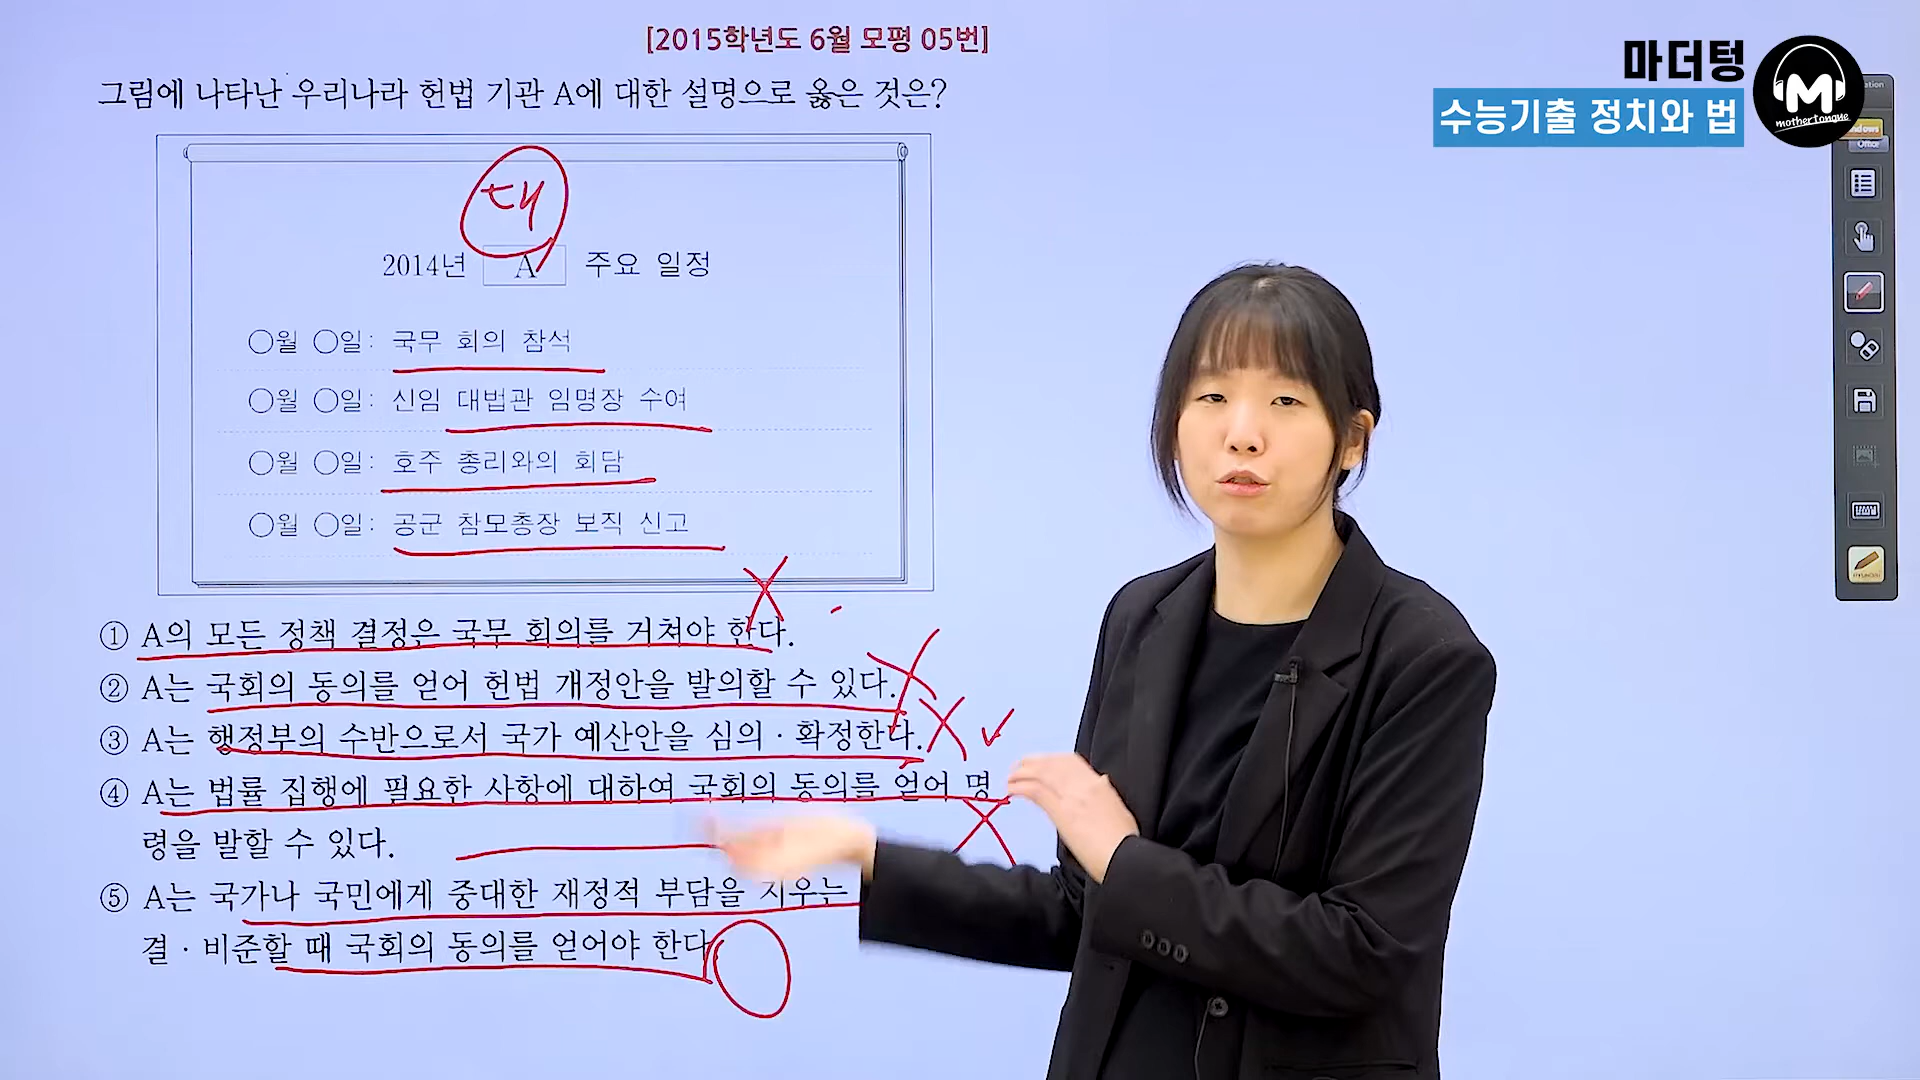 [2015학년도 6월 모평 05번]
마더텅
수능기출 정치와 법
M
mothertongue
그림에 나타난 우리나라 헌법 기관 A에 대한 설명으로 옳은 것은?
대
2014년 A 주요 일정
○월 ○일: 국무 회의 참석
○월 ○일: 신임 대법관 임명장 수여
○월 ○일: 호주 총리와의 회담
○월 ○일: 공군 참모총장 보직 신고
① A의 모든 정책 결정은 국무 회의를 거쳐야 한다.
② A는 국회의 동의를 얻어 헌법 개정안을 발의할 수 있다.
③ A는 행정부의 수반으로서 국가 예산안을 심의·확정한다.
④ A는 법률 집행에 필요한 사항에 대하여 국회의 동의를 얻어 명
령을 발할 수 있다.
⑤ A는 국가나 국민에게 중대한 재정적 부담을 지우는
결·비준할 때 국회의 동의를 얻어야 한다
Office